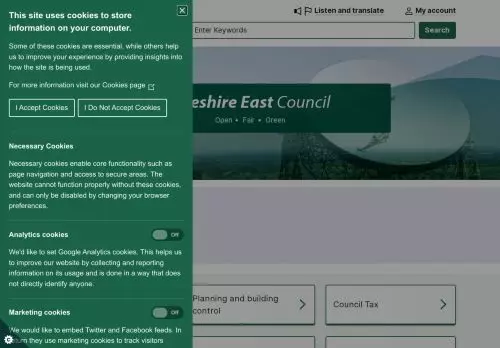 This site uses cookies to store
information on your computer.
Listen and translate
My account
Some of these cookies are essential, while others help
us to improve your experience by providing insights into
how the site is being used.
Enter Keywords
Search
For more information visit our Cookies page
I Accept Cookies
I Do Not Accept Cookies
eshire East Council
Open • Fair • Green
Necessary Cookies
Necessary cookies enable core functionality such as
page navigation and access to secure areas. The
website cannot function properly without these cookies,
and can only be disabled by changing your browser
preferences.
Analytics cookies
Off
We'd like to set Google Analytics cookies. This helps us
to improve our website by collecting and reporting
information on its usage and is done in a way that does
not directly identify anyone.
Planning and building
control
Council Tax
Marketing cookies
Off
We would like to embed Twitter and Facebook feeds. In
return they use marketing cookies to track visitors